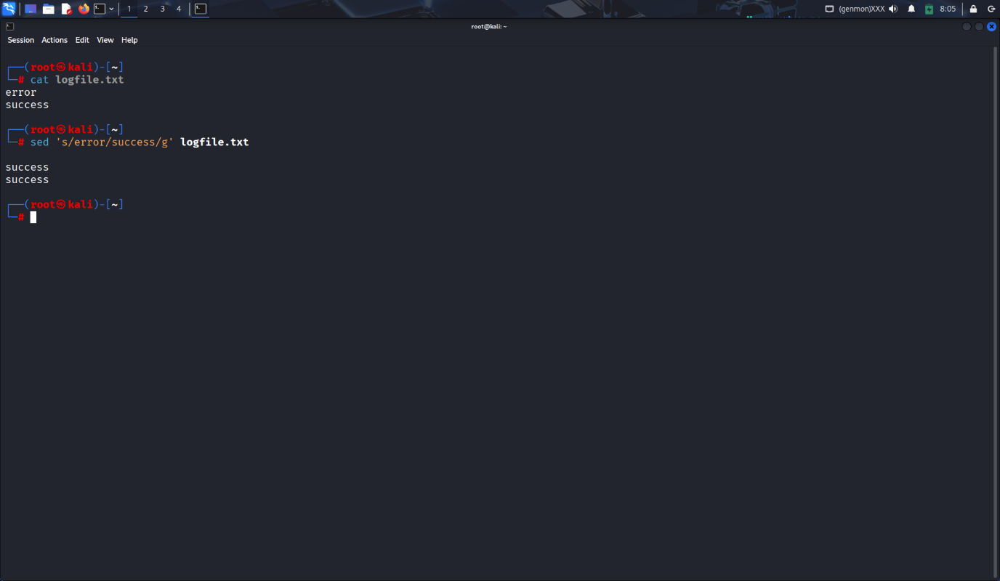 1 2 3 4 (genmon)XXX 8:05
root@kali: ~
Session Actions Edit View Help
┌──(root㉿kali)-[~]
└─# cat logfile.txt
error
success
┌──(root㉿kali)-[~]
└─# sed 's/error/success/g' logfile.txt
success
success
┌──(root㉿kali)-[~]
└─#